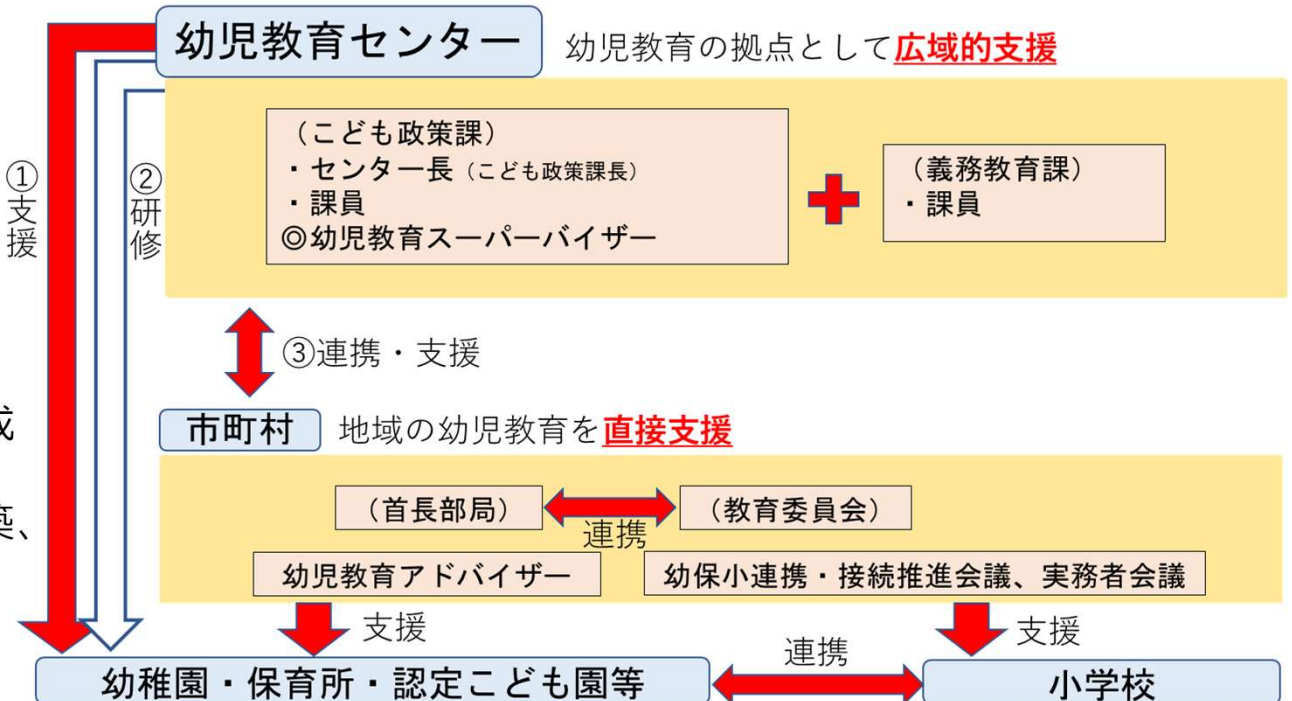 幼児教育センター
幼児教育の拠点として広域的支援
（こども政策課）
・センター長（こども政策課長）
・課員
◎幼児教育スーパーバイザー
（義務教育課）
・課員
①支援
②研修
③連携・支援
市町村
地域の幼児教育を直接支援
（首長部局）
連携
（教育委員会）
幼児教育アドバイザー
幼保小連携・接続推進会議、実務者会議
支援
支援
連携
幼稚園・保育所・認定こども園等
小学校